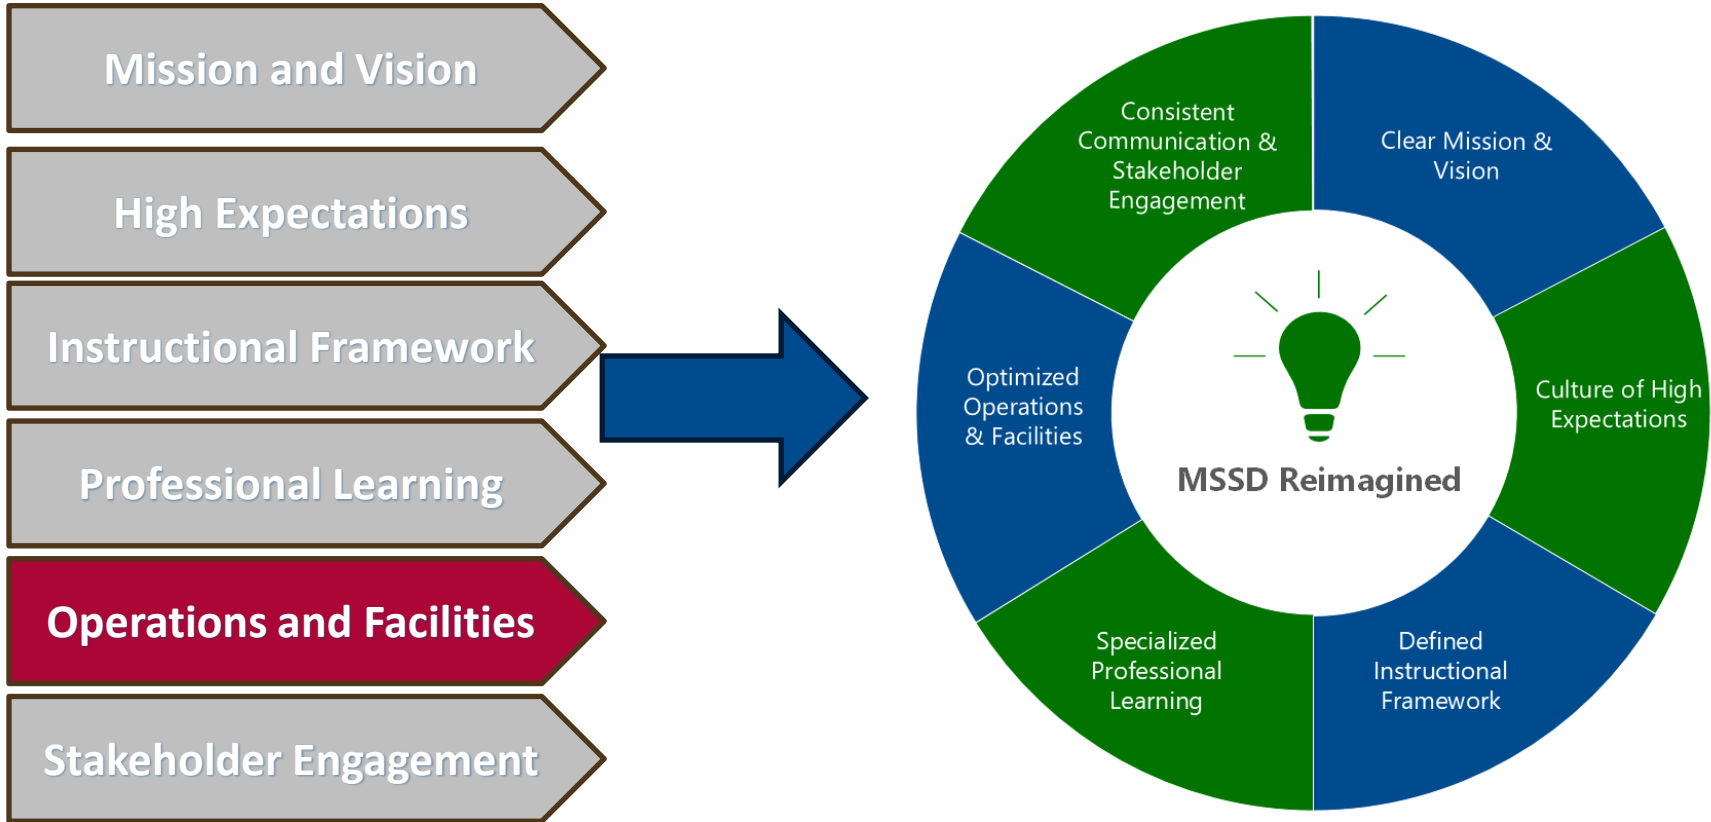 Mission and Vision
High Expectations
Instructional Framework
Professional Learning
Operations and Facilities
Stakeholder Engagement
Consistent
Communication &
Stakeholder
Engagement
Clear Mission &
Vision
Culture of High
Expectations
Defined
Instructional
Framework
Specialized
Professional
Learning
Optimized
Operations
& Facilities
MSSD Reimagined